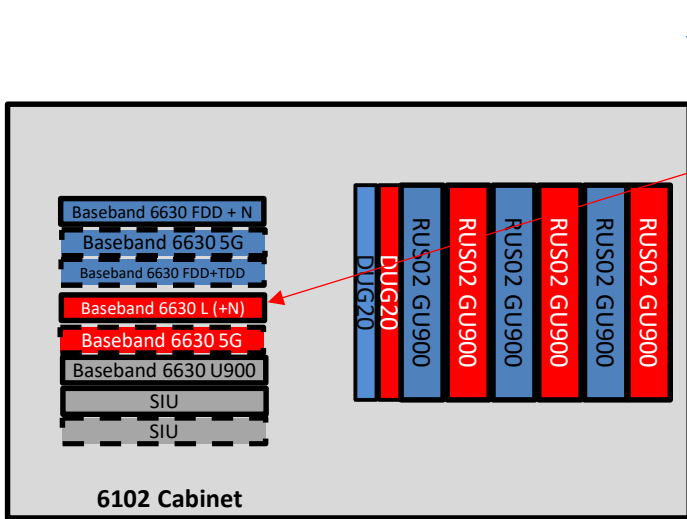 Baseband 6630 FDD + N
Baseband 6630 5G
Baseband 6630 FDD+TDD
Baseband 6630 L (+N)
Baseband 6630 5G
Baseband 6630 U900
SIU
SIU
6102 Cabinet
DUG20
DUG20
RUS02 GU900
RUS02 GU900
RUS02 GU900
RUS02 GU900
RUS02 GU900
RUS02 GU900